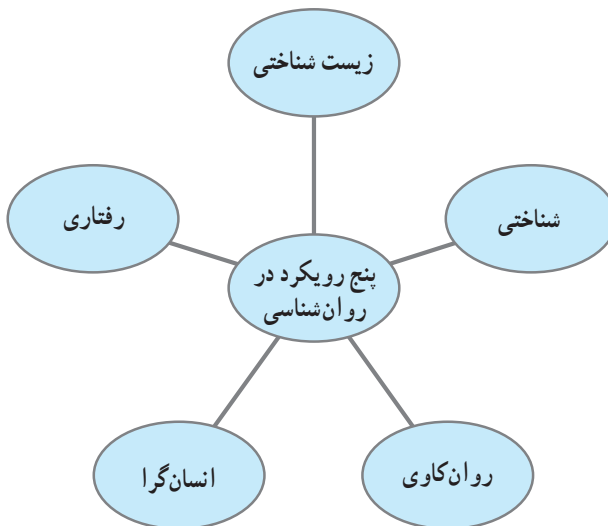 زیست شناختی
شناختی
رفتاری
پنج رویکرد در
روان‌شناسی
روان‌کاوی
انسان‌گرا